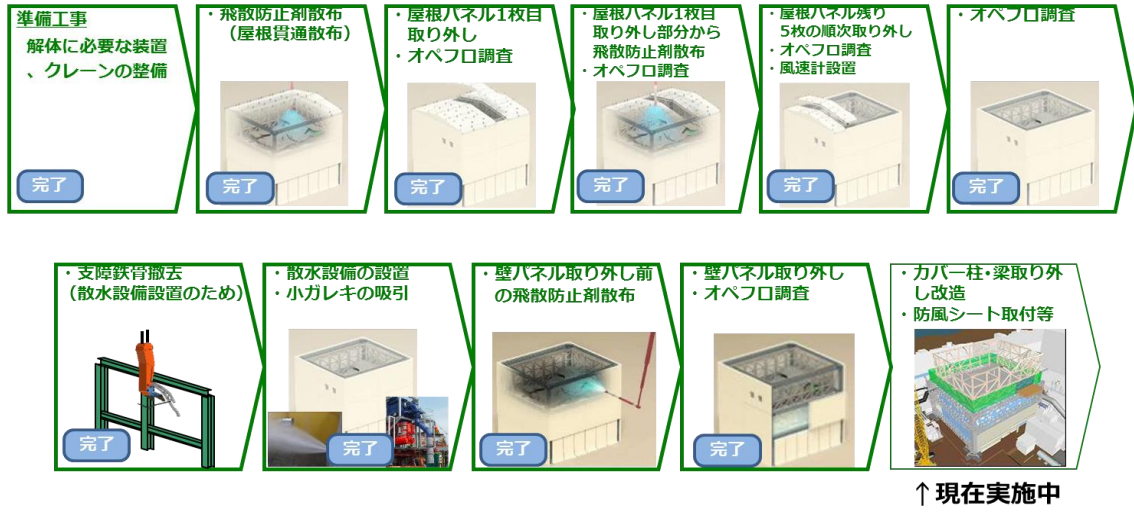 準備工事
解体に必要な装置
、クレーンの整備
完了
・飛散防止剤散布
（屋根貫通散布）
完了
・屋根パネル1枚目
取り外し
・オペフロ調査
完了
・屋根パネル1枚目
取り外し部分から
飛散防止剤散布
・オペフロ調査
完了
・屋根パネル残り
5枚の順次取り外し
・オペフロ調査
・風速計設置
完了
・オペフロ調査
完了
・支障鉄骨撤去
（散水設備設置のため）
完了
・散水設備の設置
・小ガレキの吸引
完了
・壁パネル取り外し前
の飛散防止剤散布
完了
・壁パネル取り外し
・オペフロ調査
完了
・カバー柱・梁取り外
し改造
・防風シート取付等
↑現在実施中